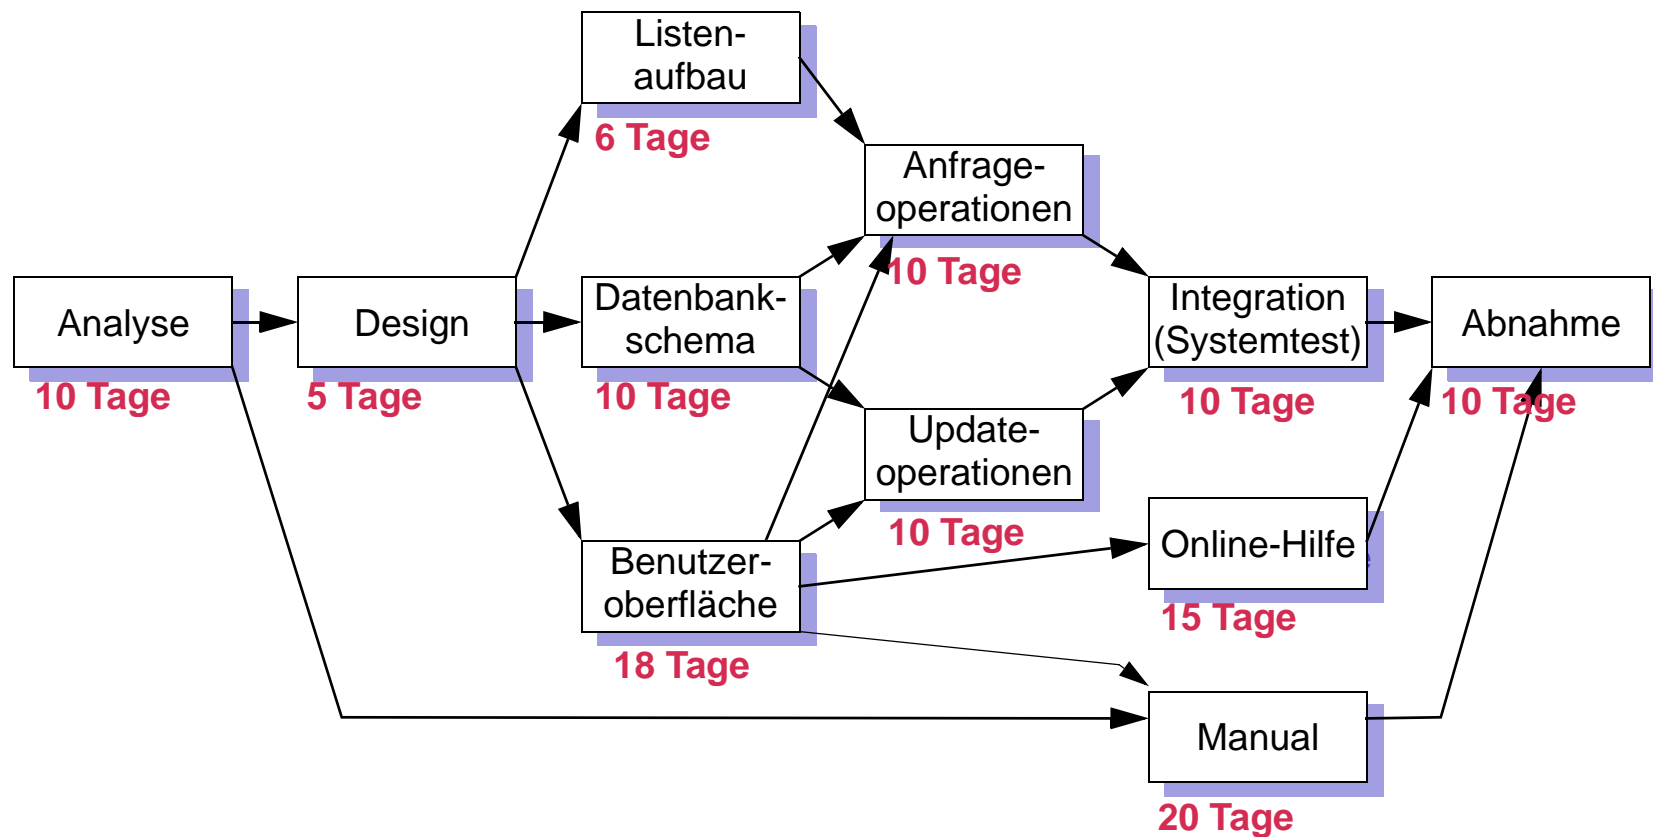 Listen-
aufbau
6 Tage
Anfrage-
operationen
10 Tage
Analyse
10 Tage
Design
5 Tage
Datenbank-
schema
10 Tage
Integration
(Systemtest)
10 Tage
Abnahme
10 Tage
Update-
operationen
10 Tage
Benutzer-
oberfläche
18 Tage
Online-Hilfe
15 Tage
Manual
20 Tage